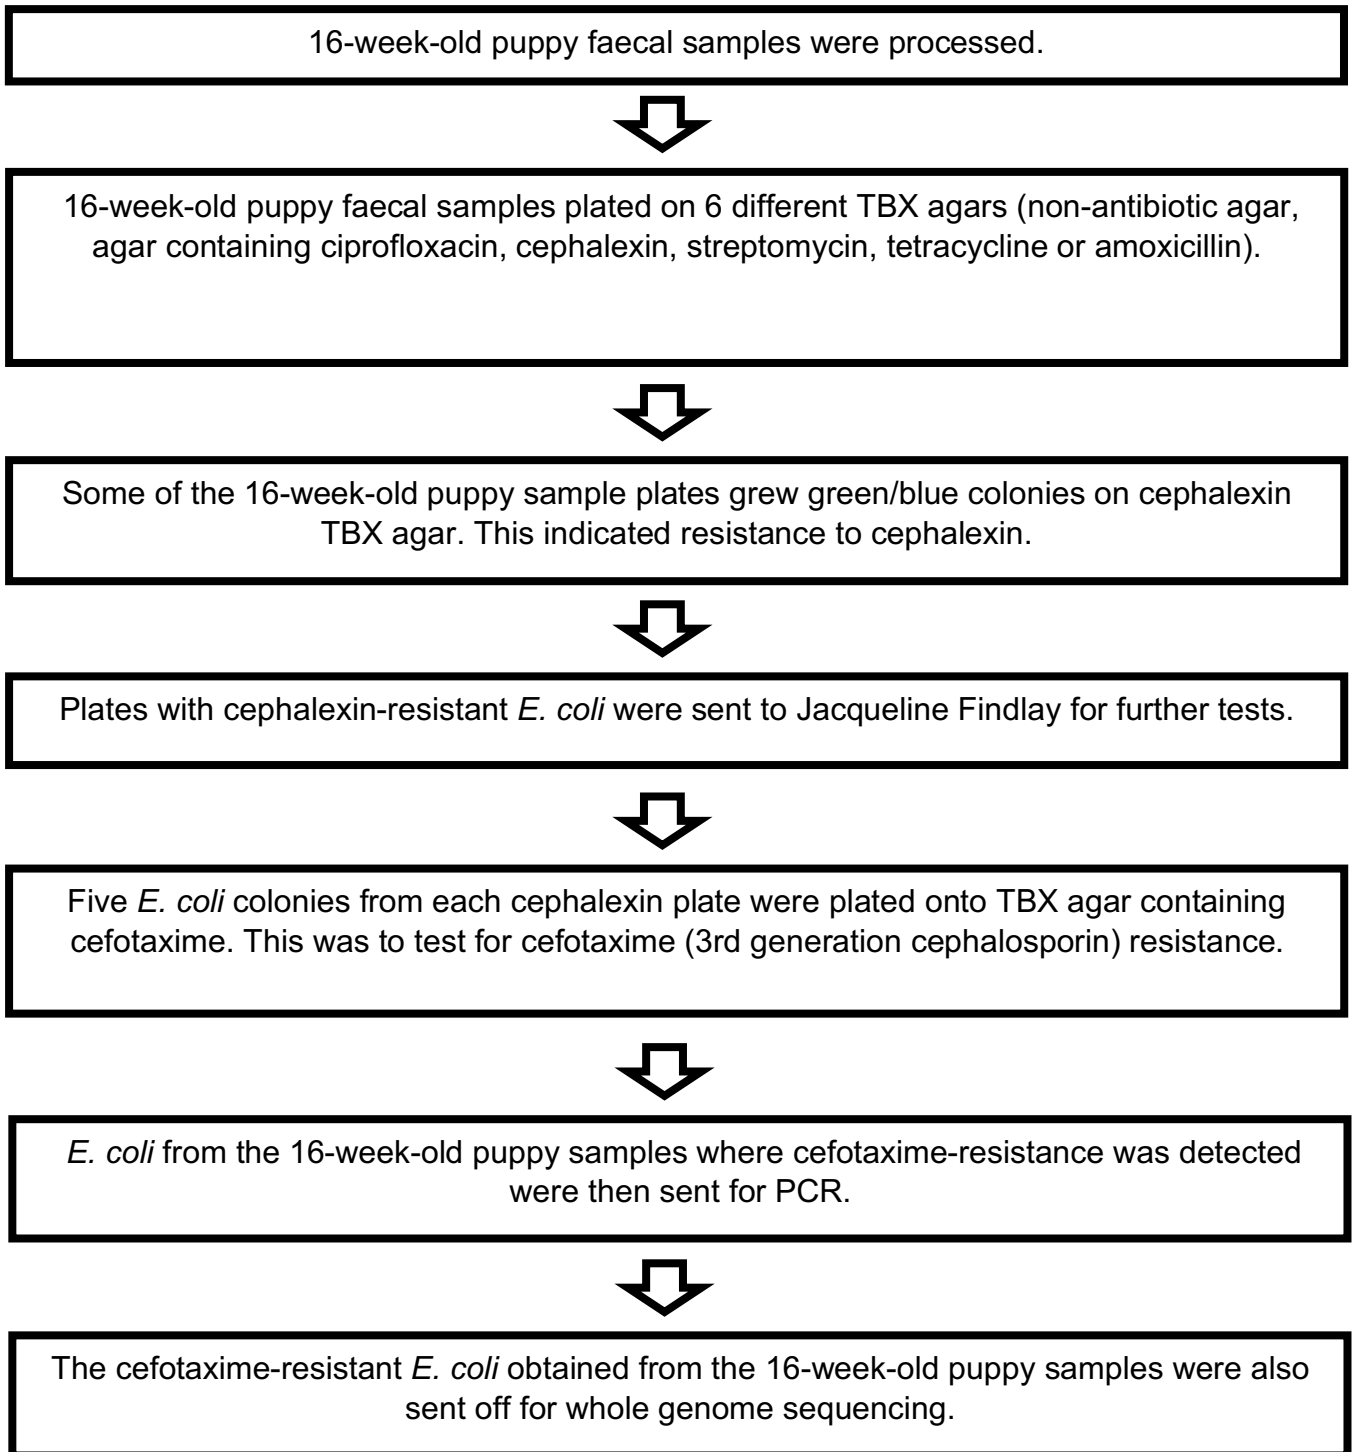 16-week-old puppy faecal samples were processed.
16-week-old puppy faecal samples plated on 6 different TBX agars (non-antibiotic agar,
agar containing ciprofloxacin, cephalexin, streptomycin, tetracycline or amoxicillin).
Some of the 16-week-old puppy sample plates grew green/blue colonies on cephalexin
TBX agar. This indicated resistance to cephalexin.
Plates with cephalexin-resistant E. coli were sent to Jacqueline Findlay for further tests.
Five E. coli colonies from each cephalexin plate were plated onto TBX agar containing
cefotaxime. This was to test for cefotaxime (3rd generation cephalosporin) resistance.
E. coli from the 16-week-old puppy samples where cefotaxime-resistance was detected
were then sent for PCR.
The cefotaxime-resistant E. coli obtained from the 16-week-old puppy samples were also
sent off for whole genome sequencing.